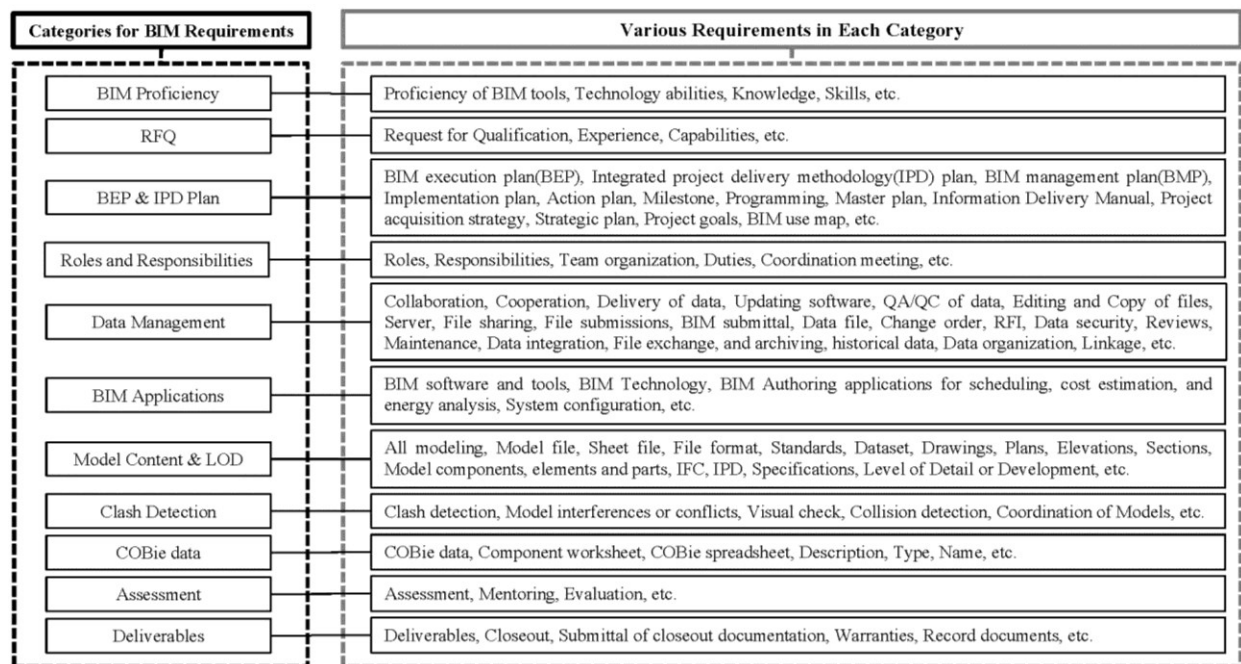 Categories for BIM Requirements
Various Requirements in Each Category
BIM Proficiency
Proficiency of BIM tools, Technology abilities, Knowledge, Skills, etc.
RFQ
Request for Qualification, Experience, Capabilities, etc.
BEP & IPD Plan
BIM execution plan(BEP), Integrated project delivery methodology(IPD) plan, BIM management plan(BMP),
Implementation plan, Action plan, Milestone, Programming, Master plan, Information Delivery Manual, Project
acquisition strategy, Strategic plan, Project goals, BIM use map, etc.
Roles and Responsibilities
Roles, Responsibilities, Team organization, Duties, Coordination meeting, etc.
Data Management
Collaboration, Cooperation, Delivery of data, Updating software, QA/QC of data, Editing and Copy of files,
Server, File sharing, File submissions, BIM submittal, Data file, Change order, RFI, Data security, Reviews,
Maintenance, Data integration, File exchange, and archiving, historical data, Data organization, Linkage, etc.
BIM Applications
BIM software and tools, BIM Technology, BIM Authoring applications for scheduling, cost estimation, and
energy analysis, System configuration, etc.
Model Content & LOD
All modeling, Model file, Sheet file, File format, Standards, Dataset, Drawings, Plans, Elevations, Sections,
Model components, elements and parts, IFC, IPD, Specifications, Level of Detail or Development, etc.
Clash Detection
Clash detection, Model interferences or conflicts, Visual check, Collision detection, Coordination of Models, etc.
COBie data
COBie data, Component worksheet, COBie spreadsheet, Description, Type, Name, etc.
Assessment
Assessment, Mentoring, Evaluation, etc.
Deliverables
Deliverables, Closeout, Submittal of closeout documentation, Warranties, Record documents, etc.